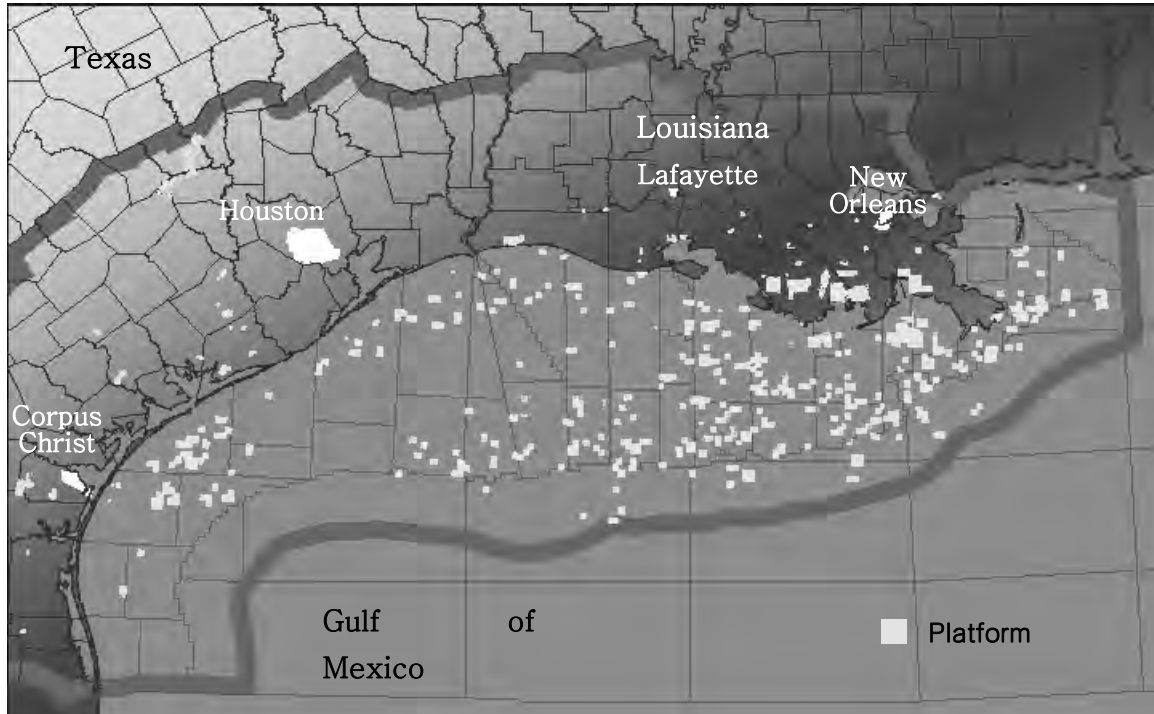 Texas
Louisiana
Lafayette
New
Orleans
Houston
Corpus
Christ
Gulf of
Mexico
Platform